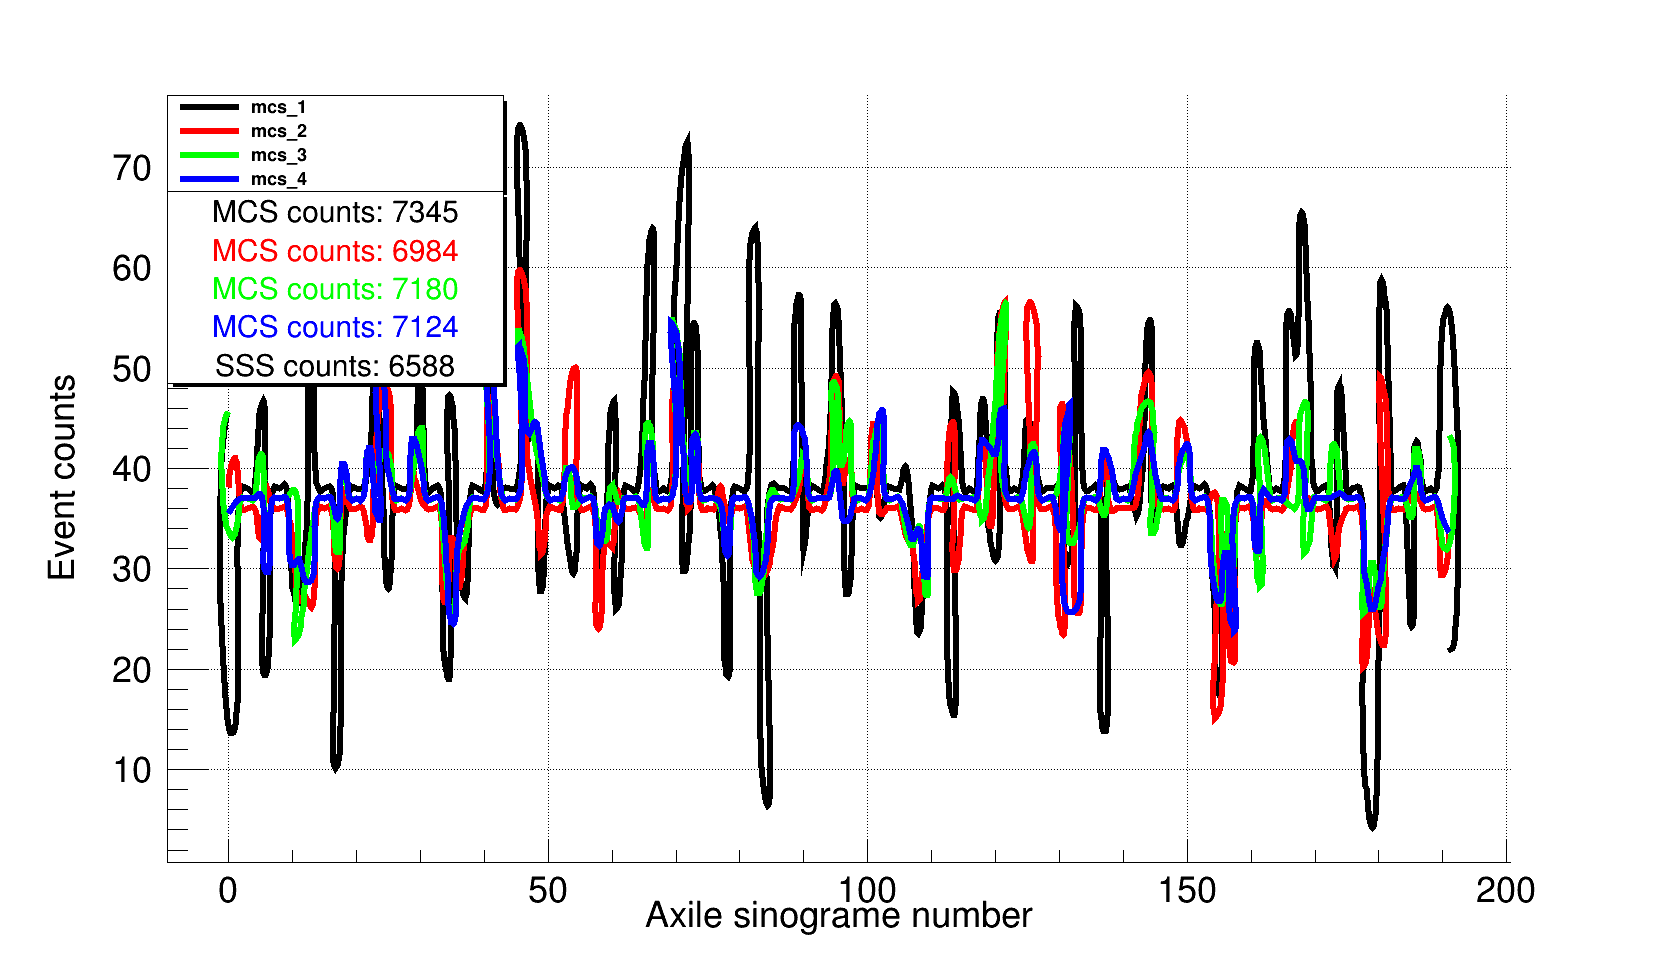 mcs_1
mcs_2
mcs_3
mcs_4
MCS counts: 7345
MCS counts: 6984
MCS counts: 7180
MCS counts: 7124
SSS counts: 6588
Event counts
70
60
50
40
30
20
10
0 50 100 150 200
Axile sinograme number